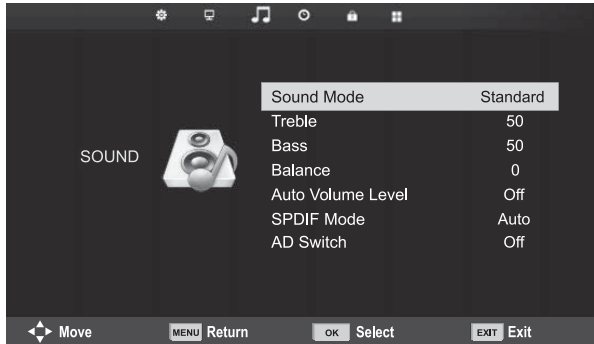 Sound Mode Standard
Treble 50
Bass 50
SOUND
Balance 0
Auto Volume Level Off
SPDIF Mode Auto
AD Switch Off
Move MENU Return OK Select EXIT Exit